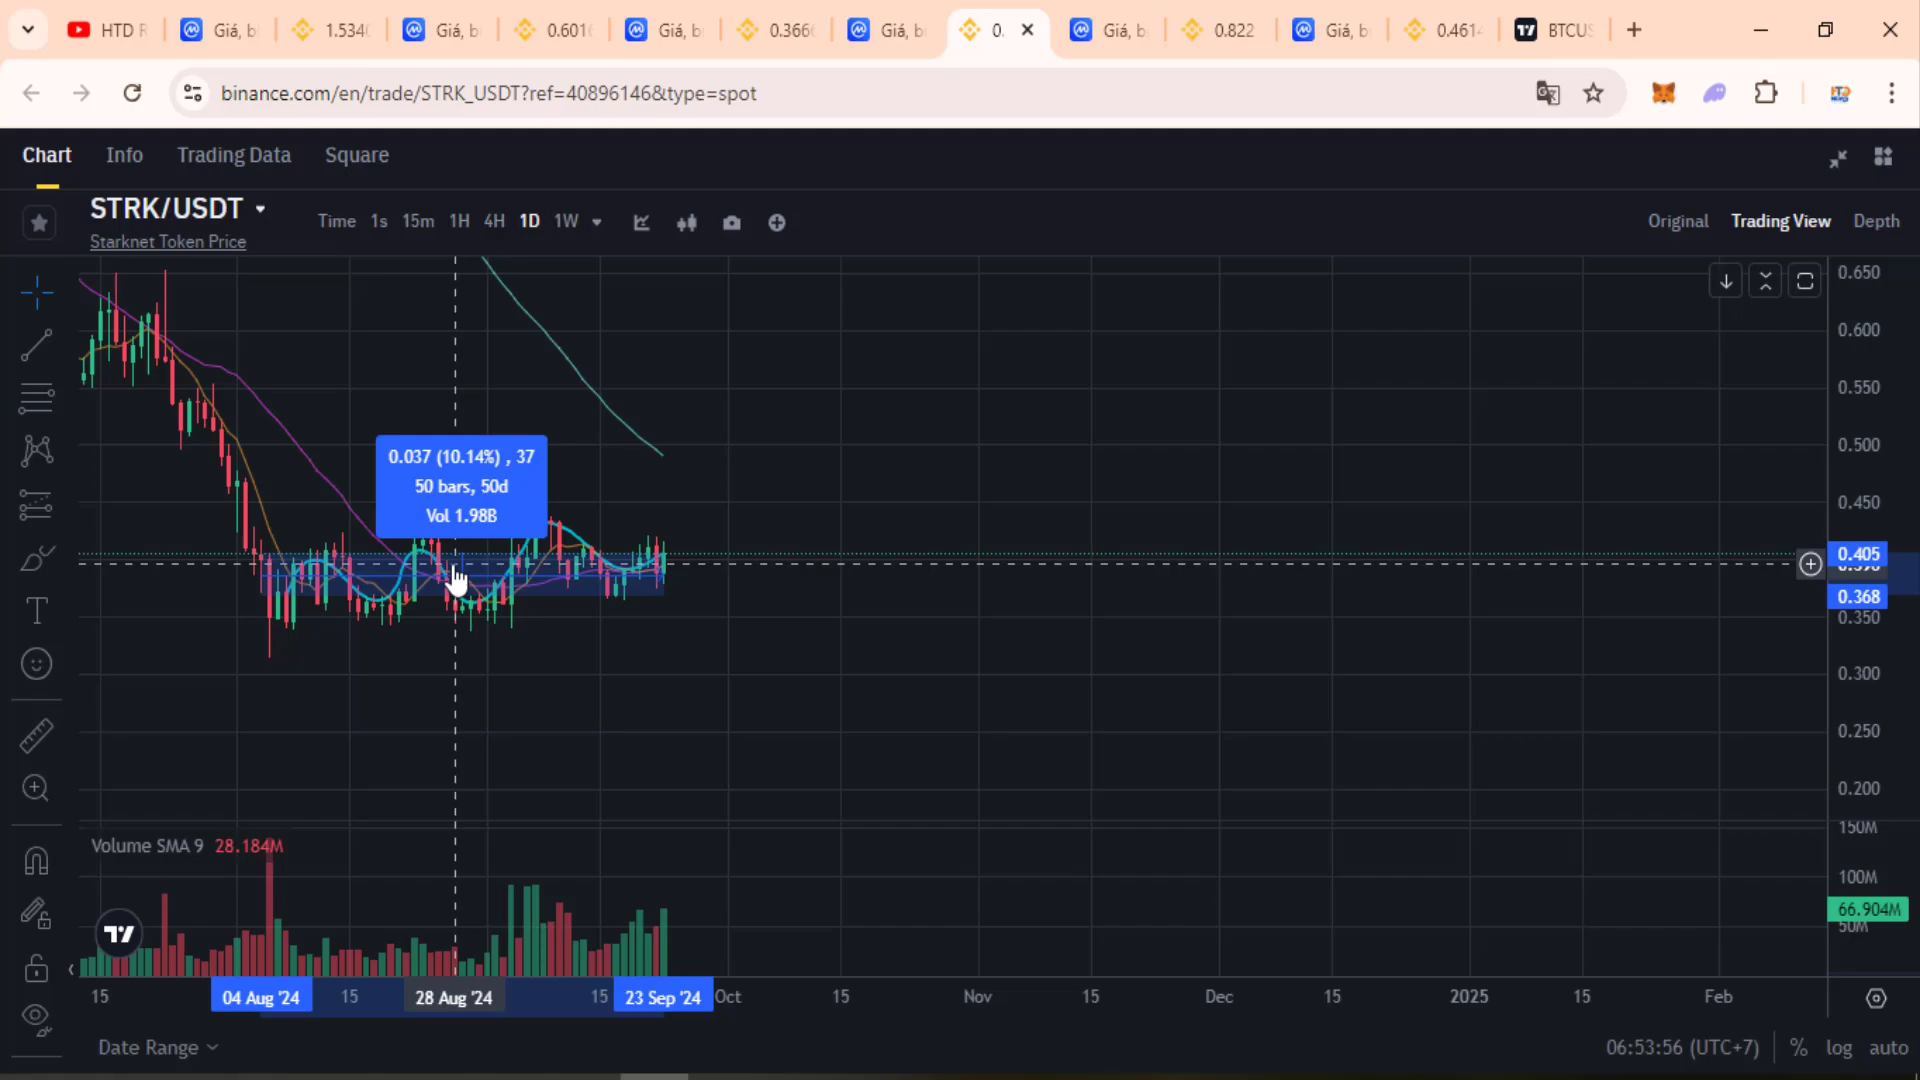 HTD R
Giá, b
1.534
Giá, b
0.601
Giá, b
0.366
Giá, b
0.
Giá, b
0.822
Giá, b
0.461
BTCUS
binance.com/en/trade/STRK_USDT?ref=40896146&type=spot
Chart
Info
Trading Data
Square
STRK/USDT
Starknet Token Price
Time 1s 15m 1H 4H 1D 1W
Original Trading View Depth
0.650
0.600
0.550
0.500
0.450
0.405
0.368
0.350
0.300
0.250
0.200
0.037 (10.14%) , 37
50 bars, 50d
Vol 1.98B
Volume SMA 9 28.184M
150M
100M
66.904M
50M
15
04 Aug '24
15
28 Aug '24
15
23 Sep '24
Oct
15
Nov
15
Dec
15
2025
15
Feb
Date Range
06:53:56 (UTC+7) % log auto